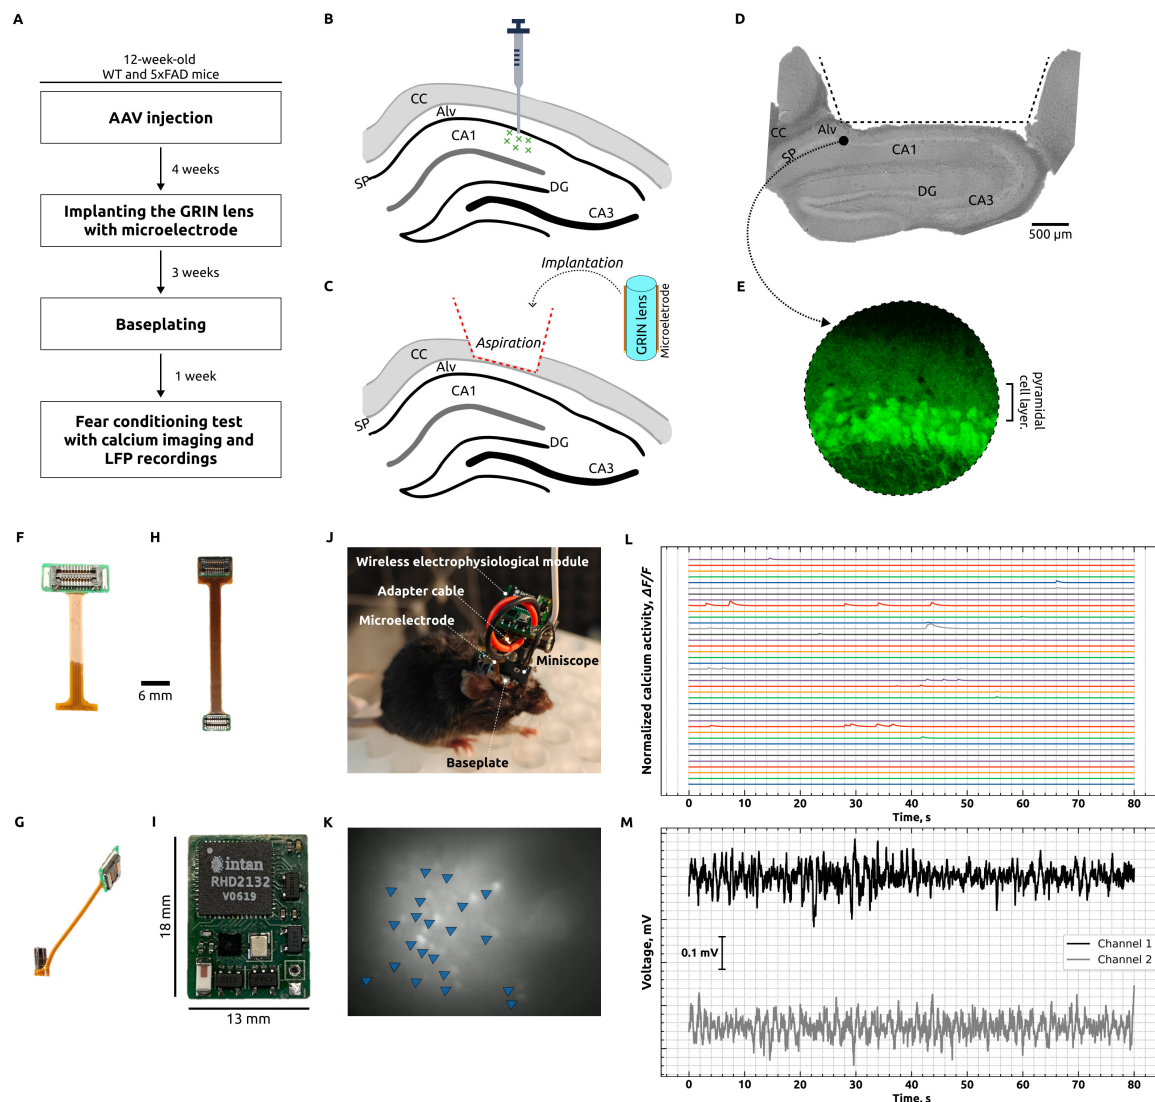 A
12-week-old
WT and 5xFAD mice
AAV injection
4 weeks
Implanting the GRIN lens
with microelectrode
3 weeks
Baseplating
1 week
Fear conditioning test
with calcium imaging and
LFP recordings
B
CC
Alv
CA1
SP
DG
CA3
C
Implantation
GRIN lens
Microeletrode
Aspiration
CC
Alv
CA1
SP
DG
CA3
D
CC
Alv
SP
CA1
DG
CA3
500 µm
E
pyramidal
cell layer.
F
H
6 mm
G
I
intan
RHD2132
V0619
18 mm
13 mm
J
Wireless electrophysiological module
Adapter cable
Microelectrode
Miniscope
Baseplate
K
L
Normalized calcium activity, ΔF/F
0 10 20 30 40 50 60 70 80
Time, s
M
Voltage, mV
0.1 mV
Channel 1
Channel 2
0 10 20 30 40 50 60 70 80
Time, s